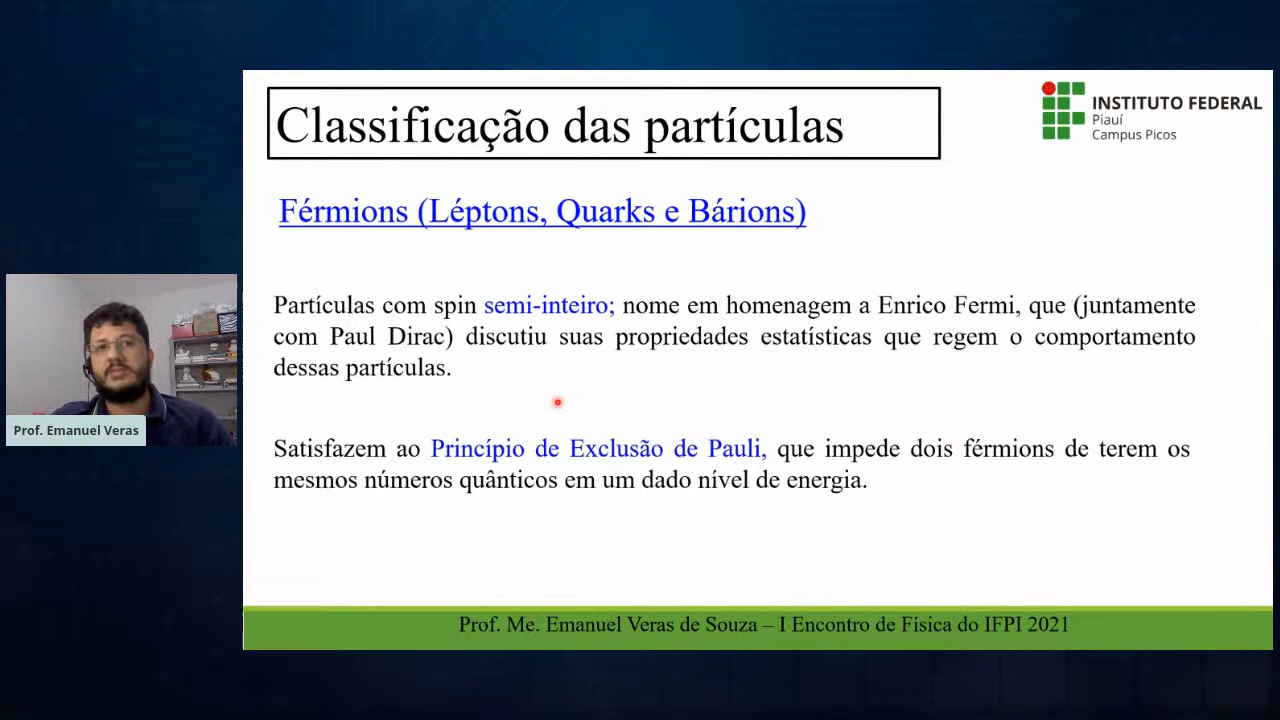 Classificação das partículas
INSTITUTO FEDERAL
Piauí
Campus Picos
Férmions (Léptons, Quarks e Bárions)
Partículas com spin semi-inteiro; nome em homenagem a Enrico Fermi, que (juntamente
com Paul Dirac) discutiu suas propriedades estatísticas que regem o comportamento
dessas partículas.
Prof. Emanuel Veras
Satisfazem ao Princípio de Exclusão de Pauli, que impede dois férmions de terem os
mesmos números quânticos em um dado nível de energia.
Prof. Me. Emanuel Veras de Souza – I Encontro de Física do IFPI 2021